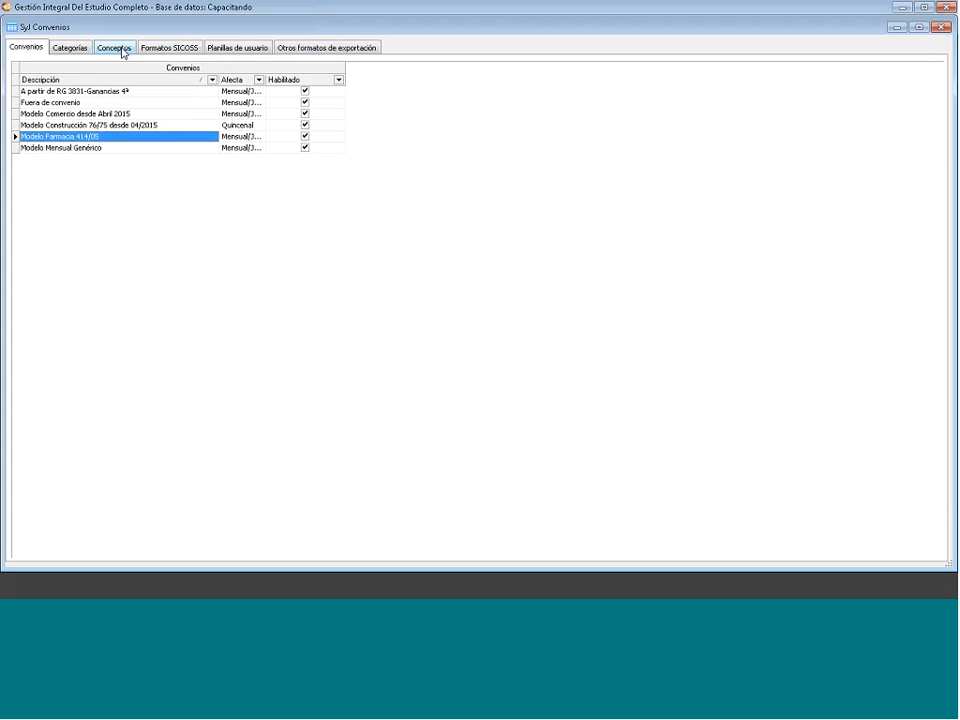 Gestión Integral Del Estudio Completo - Base de datos: Capacitando
SyJ Convenios
Convenios Categorías Conceptos Formatos SICOSS Planillas de usuario Otros formatos de exportación
Convenios
Descripción / Afecta Habilitado
A partir de RG 3831-Ganancias 4ª Mensual/J...
Fuera de convenio Mensual/J...
Modelo Comercio desde Abril 2015 Mensual/J...
Modelo Construcción 76/75 desde 04/2015 Quincenal
Modelo Farmacia 414/05 Mensual/J...
Modelo Mensual Genérico Mensual/J...